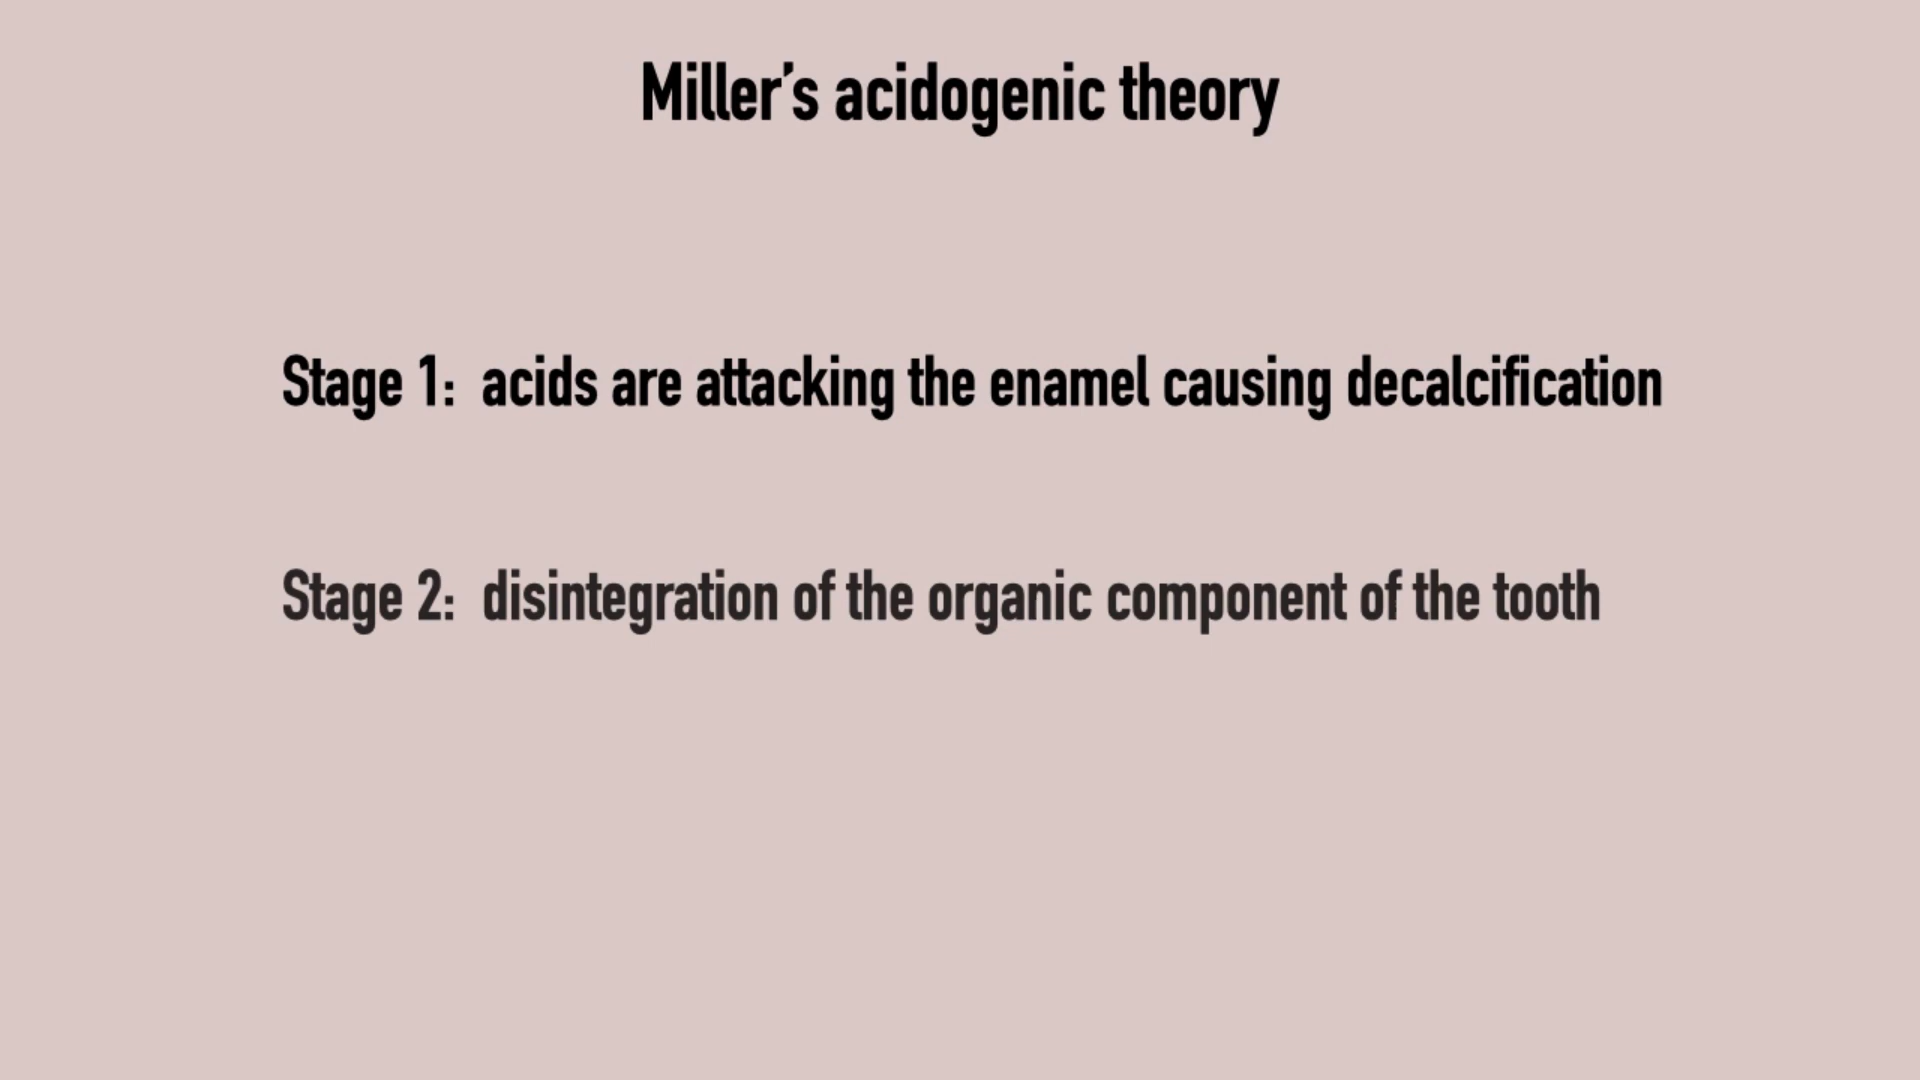 Miller’s acidogenic theory
Stage 1: acids are attacking the enamel causing decalcification
Stage 2: disintegration of the organic component of the tooth